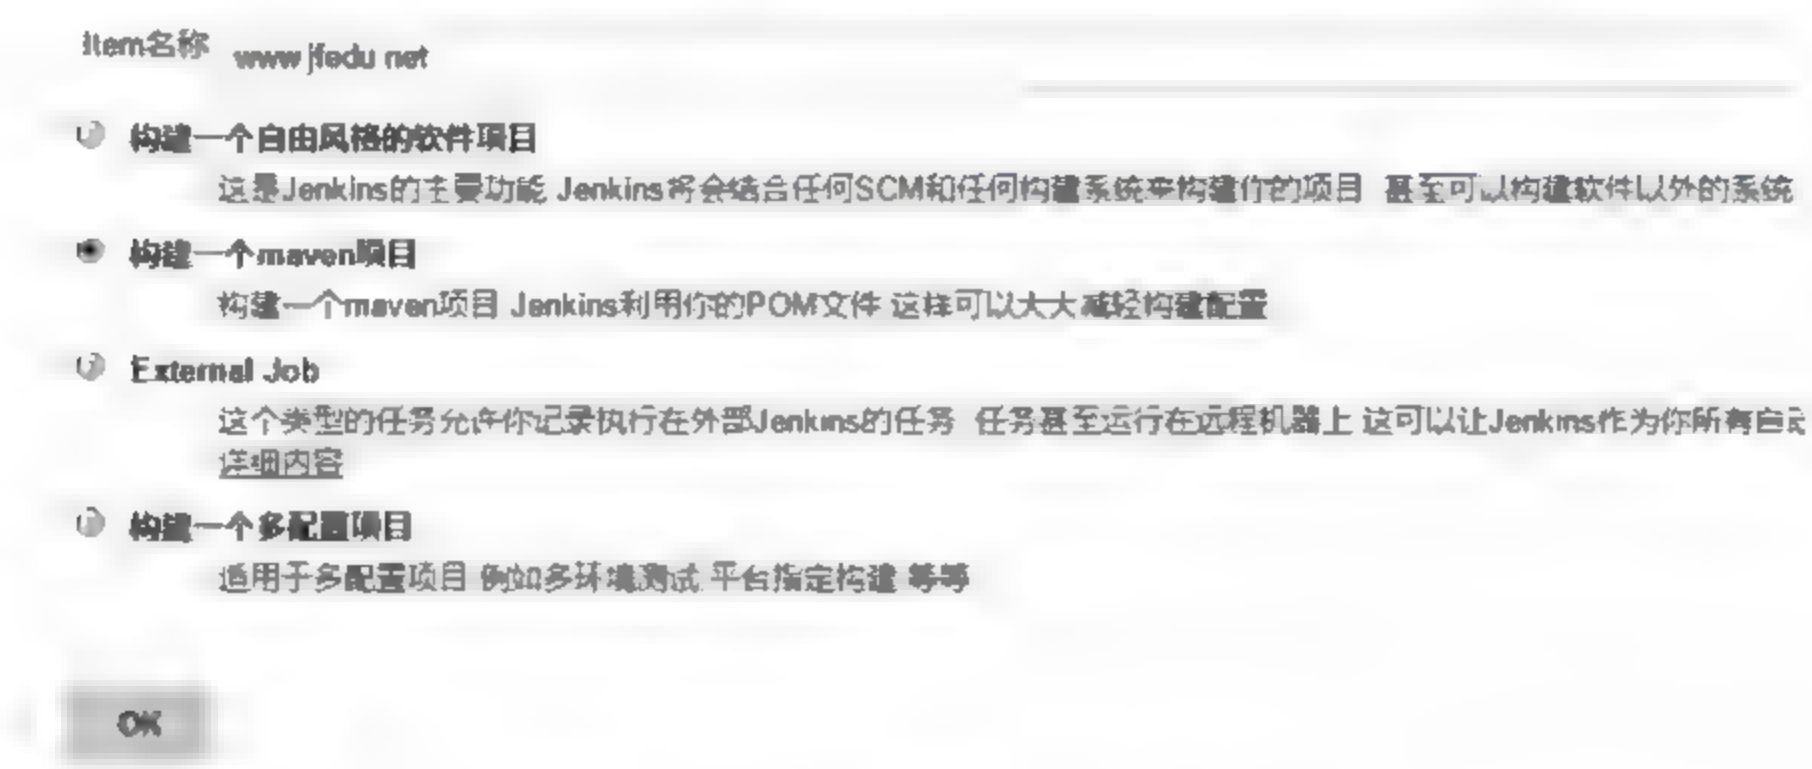 Item名称 www.jfedu.net
构建一个自由风格的软件项目
这是Jenkins的主要功能.Jenkins将会结合任何SCM和任何构建系统来构建你的项目, 甚至可以构建软件以外的系统
构建一个maven项目
构建一个maven项目.Jenkins利用你的POM文件,这样可以大大减轻构建配置
External Job
这个类型的任务允许你记录执行在外部Jenkins的任务, 任务甚至运行在远程机器上.这可以让Jenkins作为你所有自动
详细内容
构建一个多配置项目
适用于多配置项目,例如多环境测试,平台指定构建,等等
OK